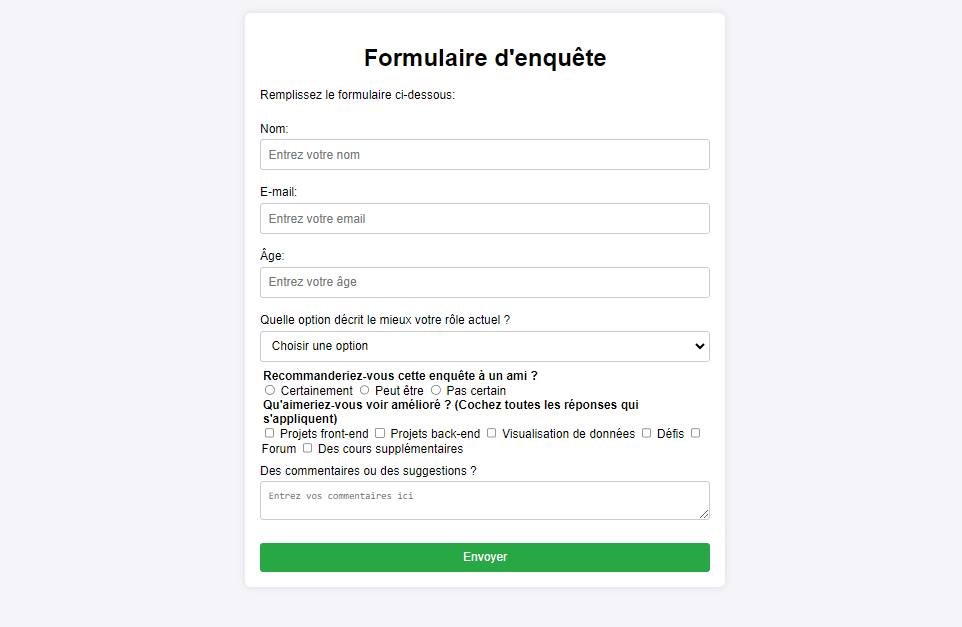 Formulaire d'enquête
Remplissez le formulaire ci-dessous:
Nom:
Entrez votre nom
E-mail:
Entrez votre email
Âge:
Entrez votre âge
Quelle option décrit le mieux votre rôle actuel ?
Choisir une option
Recommanderiez-vous cette enquête à un ami ?
Certainement Peut être Pas certain
Qu'aimeriez-vous voir amélioré ? (Cochez toutes les réponses qui
s'appliquent)
Projets front-end Projets back-end Visualisation de données Défis
Forum Des cours supplémentaires
Des commentaires ou des suggestions ?
Entrez vos commentaires ici
Envoyer